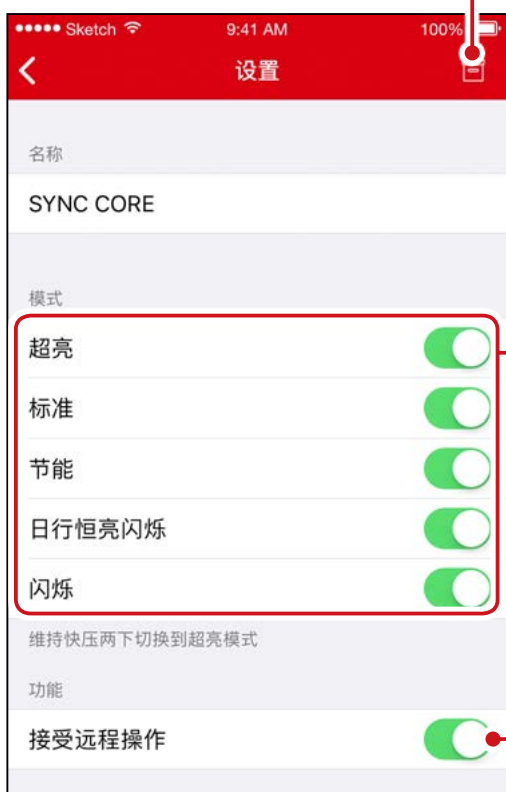 Sketch 9:41 AM 100%
设置
名称
SYNC CORE
模式
超亮
标准
节能
日行恒亮闪烁
闪烁
维持快压两下切换到超亮模式
功能
接受远程操作